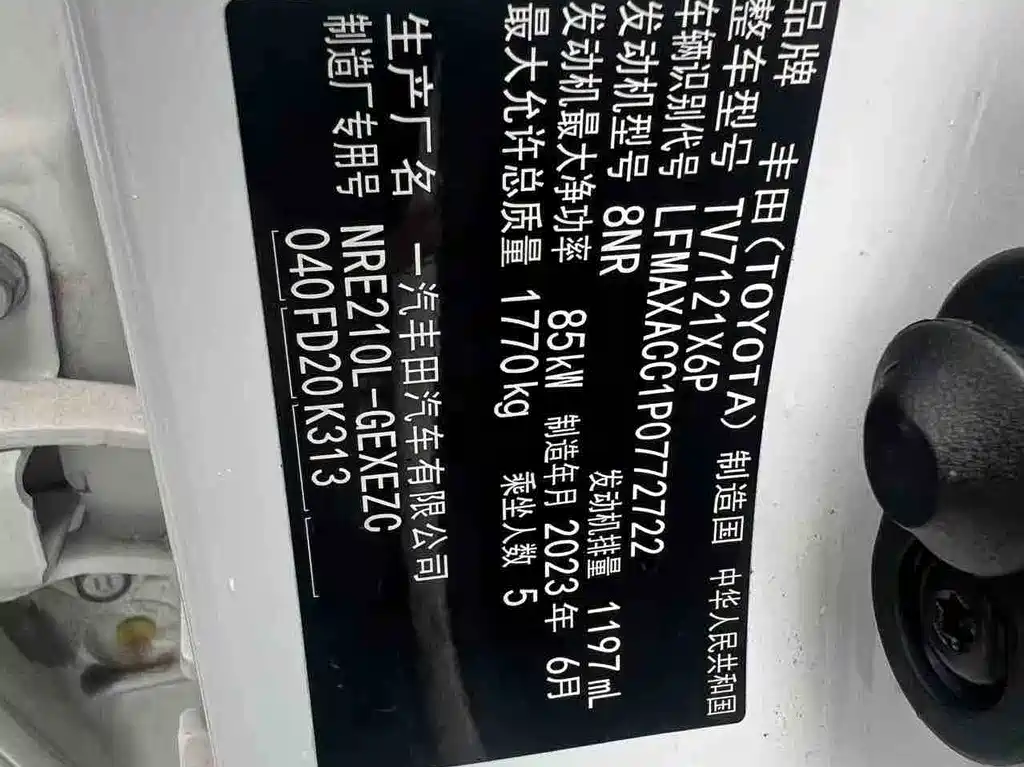 品牌 丰田(TOYOTA) 制造国 中华人民共和国
整车型号 TV7121X6P
车辆识别代号 LFMAXACC1P0772722
发动机型号 8NR 发动机排量 1197mL
发动机最大净功率 85kW 制造年月 2023年 6月
最大允许总质量 1770kg 乘坐人数 5
生产厂名 一汽丰田汽车有限公司
制造厂专用号 NRE210L-GEXEZC
040FD20K313